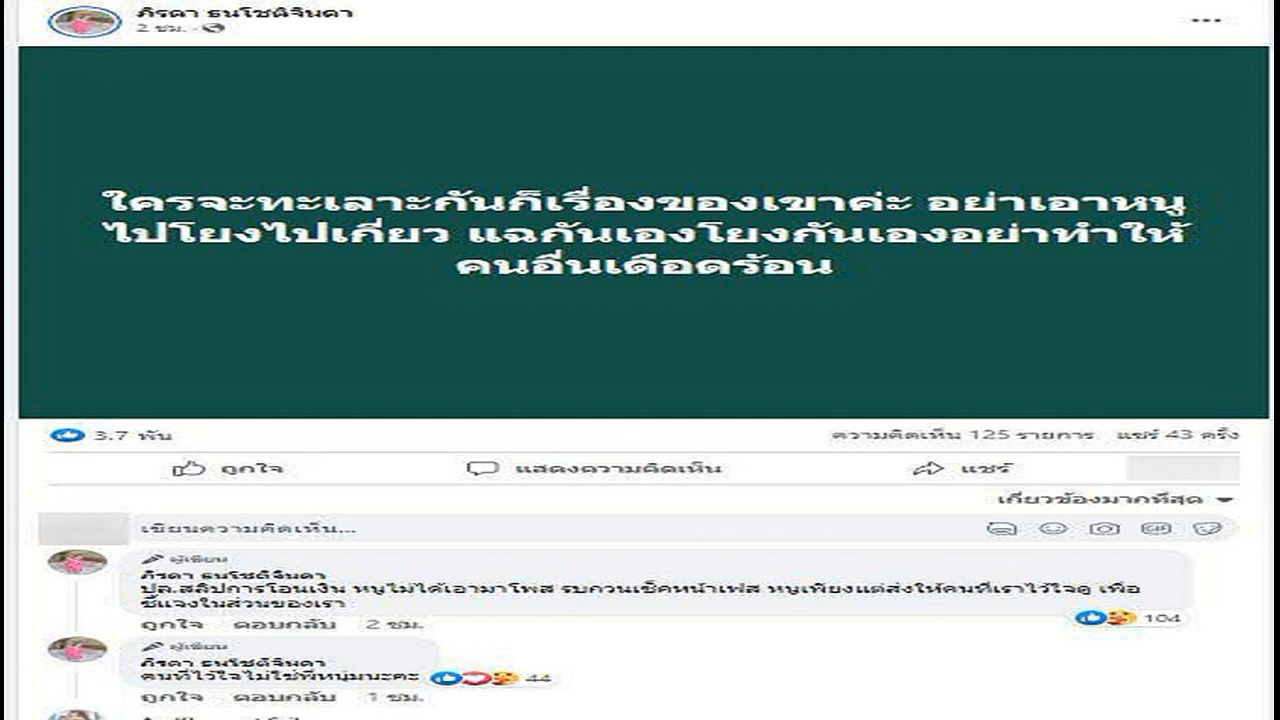 ภิรดา ธนโชติจินดา
2 ชม. ·
ใครจะทะเลาะกันก็เรื่องของเขาค่ะ อย่าเอาหนู
ไปโยงไปเกี่ยว แฉกันเองโยงกันเองอย่าทำให้
คนอื่นเดือดร้อน
3.7 พัน
ความคิดเห็น 125 รายการ แชร์ 43 ครั้ง
ถูกใจ แสดงความคิดเห็น แชร์
เกี่ยวข้องมากที่สุด
เขียนความคิดเห็น...
GIF
ผู้เขียน
ภิรดา ธนโชติจินดา
ปล.สลิปการโอนเงิน หนูไม่ได้เอามาโพส รบกวนเช็คหน้าเฟส หนูเพียงแต่ส่งให้คนที่เราไว้ใจดู เพื่อ
ชี้แจงในส่วนของเรา
104
ถูกใจ ตอบกลับ 2 ชม.
ผู้เขียน
ภิรดา ธนโชติจินดา
คนที่ไว้ใจไม่ใช่พี่หนุ่มนะคะ
44
ถูกใจ ตอบกลับ 1 ชม.